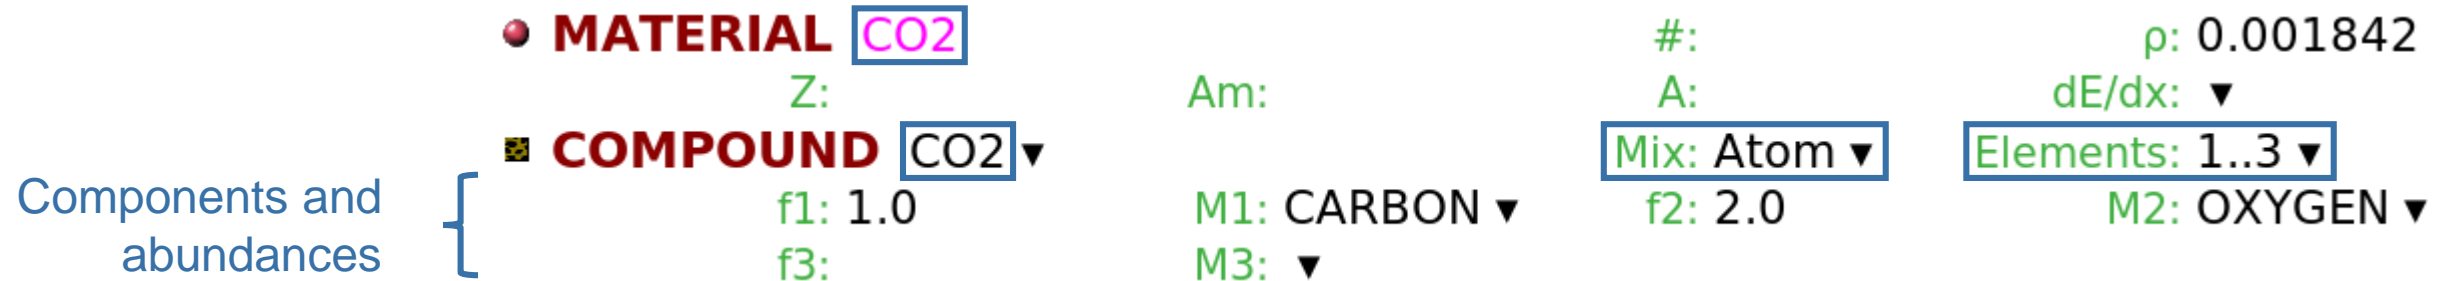 MATERIAL CO2 #: ρ: 0.001842
Z: Am: A: dE/dx: ▼
COMPOUND CO2 ▼ Mix: Atom ▼ Elements: 1..3 ▼
Components and
abundances
f1: 1.0 M1: CARBON ▼ f2: 2.0 M2: OXYGEN ▼
f3: M3: ▼